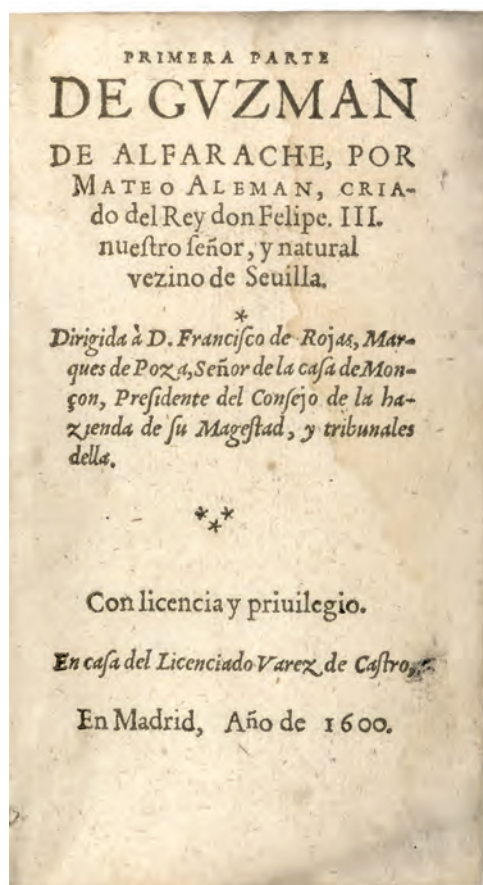 PRIMERA PARTE
DE GVZMAN
DE ALFARACHE, POR
MATEO ALEMAN, CRIA-
do del Rey don Felipe. III.
nueſtro ſeñor, y natural
vezino de Seuilla.
*
Dirigida à D. Franciſco de Rojas, Mar-
ques de Poza, Señor de la caſa de Mon-
çon, Preſidente del Conſejo de la ha-
zienda de ſu Mageſtad, y tribunales
della.
***
Con licencia y priuilegio.
En caſa del Licenciado Varez de Caſtro,
En Madrid, Año de 1600.